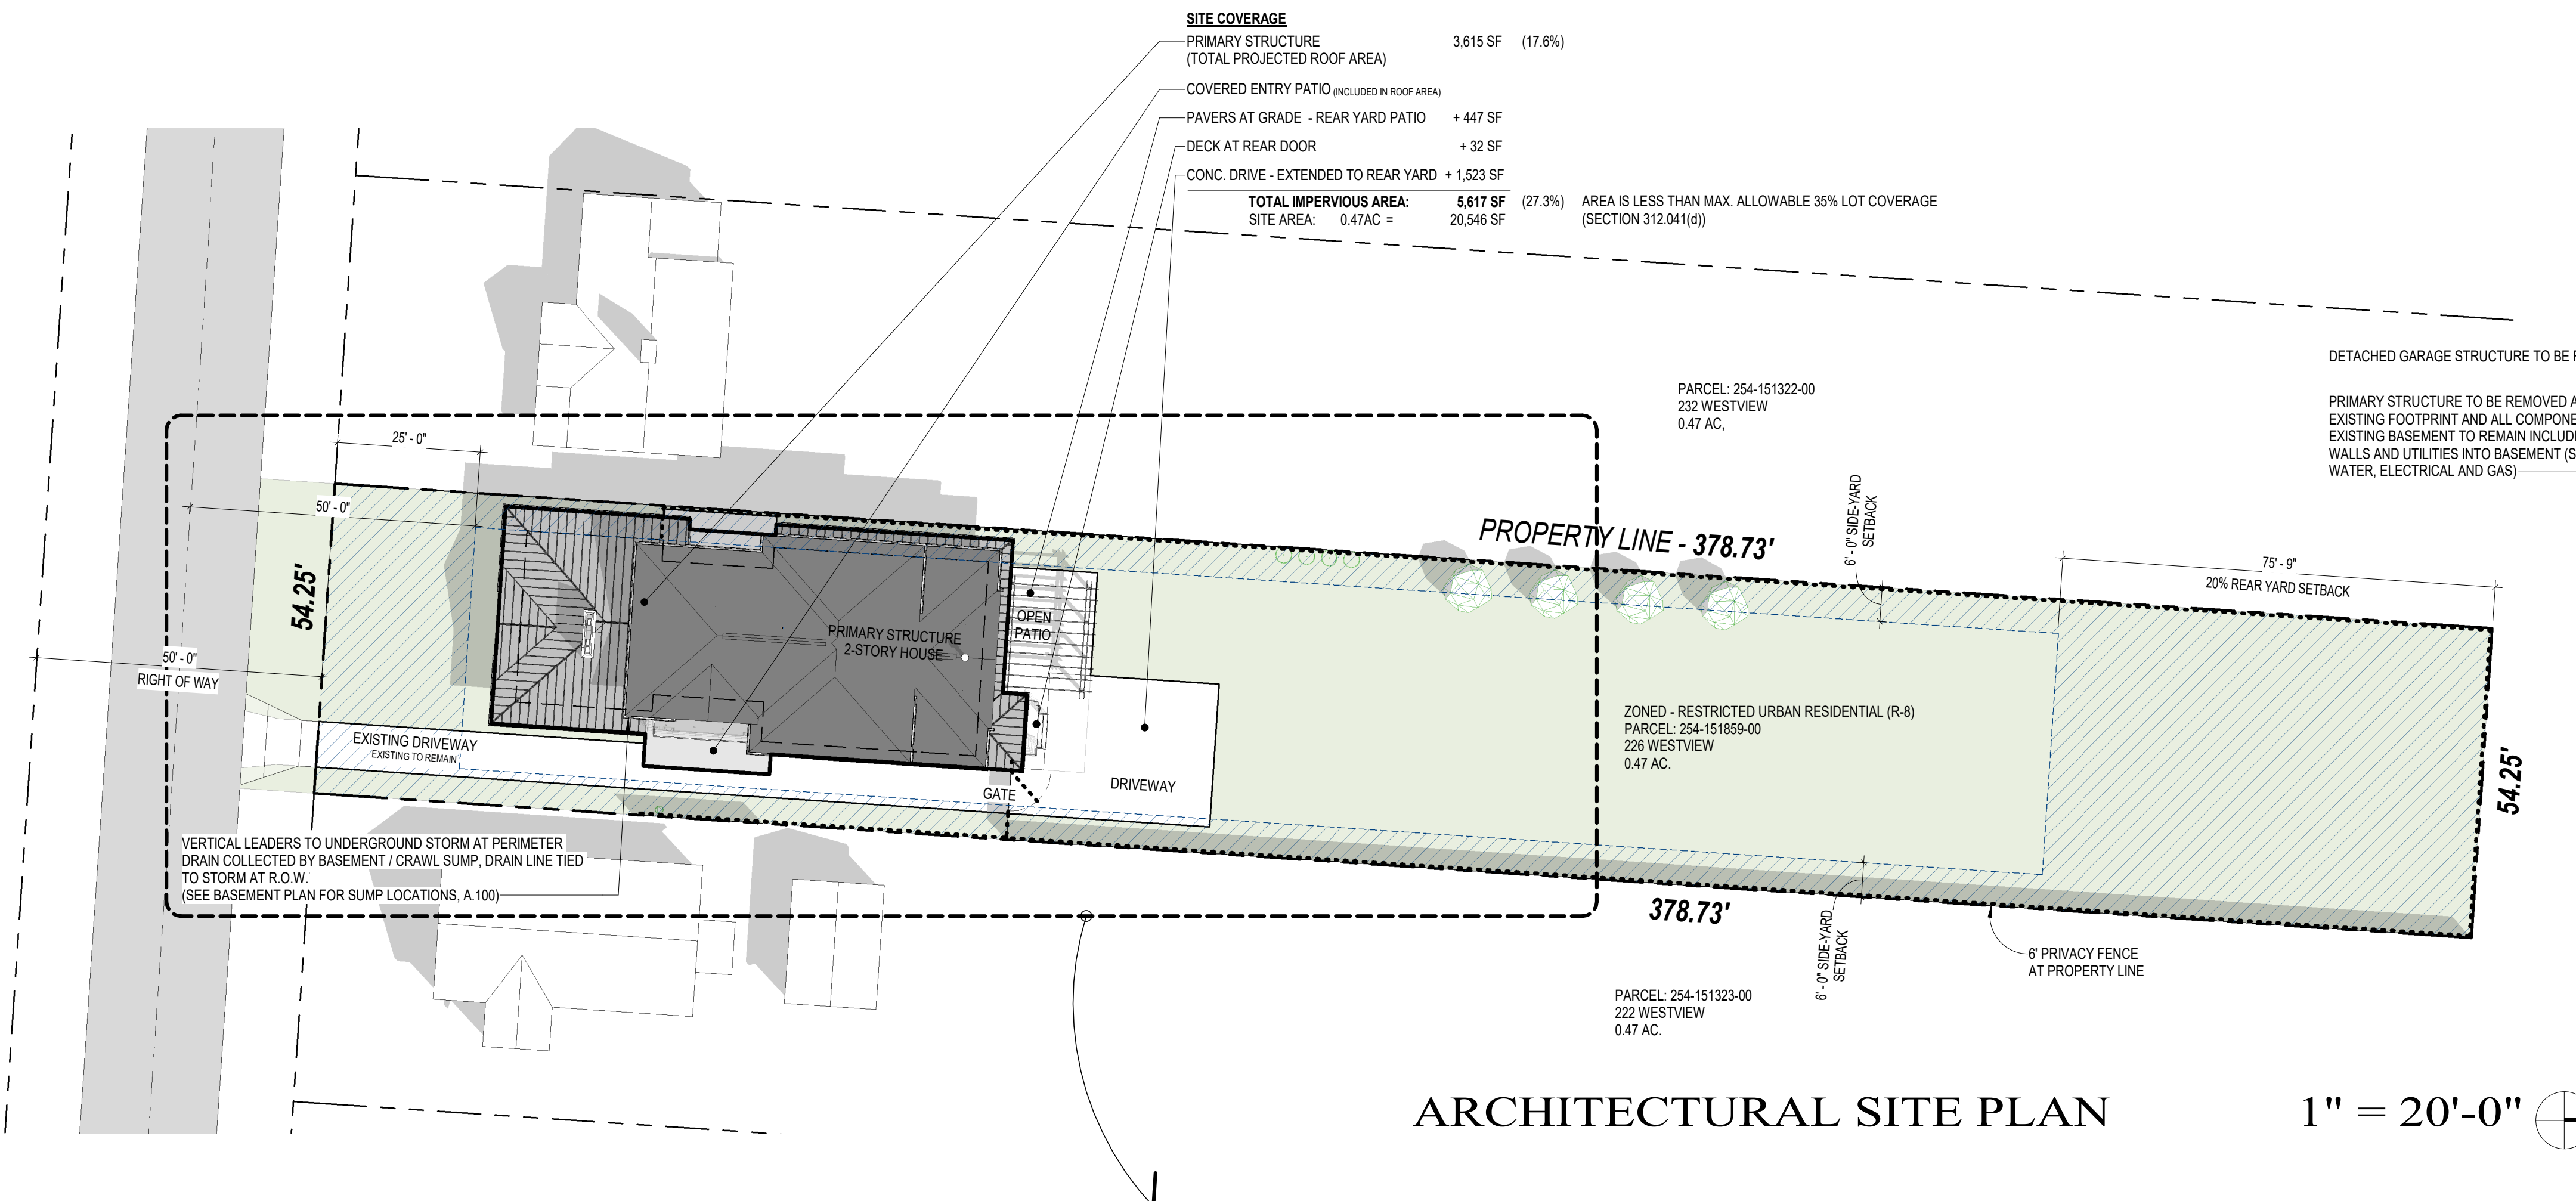 SITE COVERAGE
PRIMARY STRUCTURE 3,615 SF (17.6%)
(TOTAL PROJECTED ROOF AREA)
COVERED ENTRY PATIO (INCLUDED IN ROOF AREA)
PAVERS AT GRADE - REAR YARD PATIO + 447 SF
DECK AT REAR DOOR + 32 SF
CONC. DRIVE - EXTENDED TO REAR YARD + 1,523 SF
TOTAL IMPERVIOUS AREA: 5,617 SF (27.3%) AREA IS LESS THAN MAX. ALLOWABLE 35% LOT COVERAGE
SITE AREA: 0.47AC = 20,546 SF (SECTION 312.041(d))
DETACHED GARAGE STRUCTURE TO BE
PRIMARY STRUCTURE TO BE REMOVED
EXISTING FOOTPRINT AND ALL
EXISTING BASEMENT TO REMAIN
WALLS AND UTILITIES INTO BASEMENT
WATER, ELECTRICAL AND GAS)
PARCEL: 254-151322-00
232 WESTVIEW
0.47 AC,
25' - 0"
50' - 0"
54.25'
50' - 0"
RIGHT OF WAY
PROPERTY LINE - 378.73'
6' - 0" SIDE-YARD
SETBACK
75' - 9"
20% REAR YARD SETBACK
OPEN
PATIO
PRIMARY STRUCTURE
2-STORY HOUSE
EXISTING DRIVEWAY
EXISTING TO REMAIN
GATE
DRIVEWAY
ZONED - RESTRICTED URBAN RESIDENTIAL (R-8)
PARCEL: 254-151859-00
226 WESTVIEW
0.47 AC.
54.25'
VERTICAL LEADERS TO UNDERGROUND STORM AT PERIMETER
DRAIN COLLECTED BY BASEMENT / CRAWL SUMP, DRAIN LINE TIED
TO STORM AT R.O.W.
(SEE BASEMENT PLAN FOR SUMP LOCATIONS, A.100)
378.73'
6' - 0" SIDE-YARD
SETBACK
6' PRIVACY FENCE
AT PROPERTY LINE
PARCEL: 254-151323-00
222 WESTVIEW
0.47 AC.
ARCHITECTURAL SITE PLAN 1" = 20'-0"